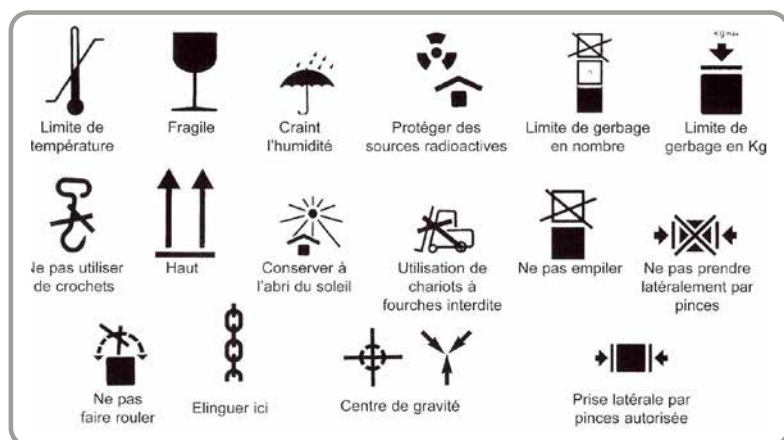 kg max
Limite de température
Fragile
Craint l'humidité
Protéger des sources radioactives
Limite de gerbage en nombre
Limite de gerbage en Kg
Ne pas utiliser de crochets
Haut
Conserver à l'abri du soleil
Utilisation de chariots à fourches interdite
Ne pas empiler
Ne pas prendre latéralement par pinces
Ne pas faire rouler
Elinguer ici
Centre de gravité
Prise latérale par pinces autorisée